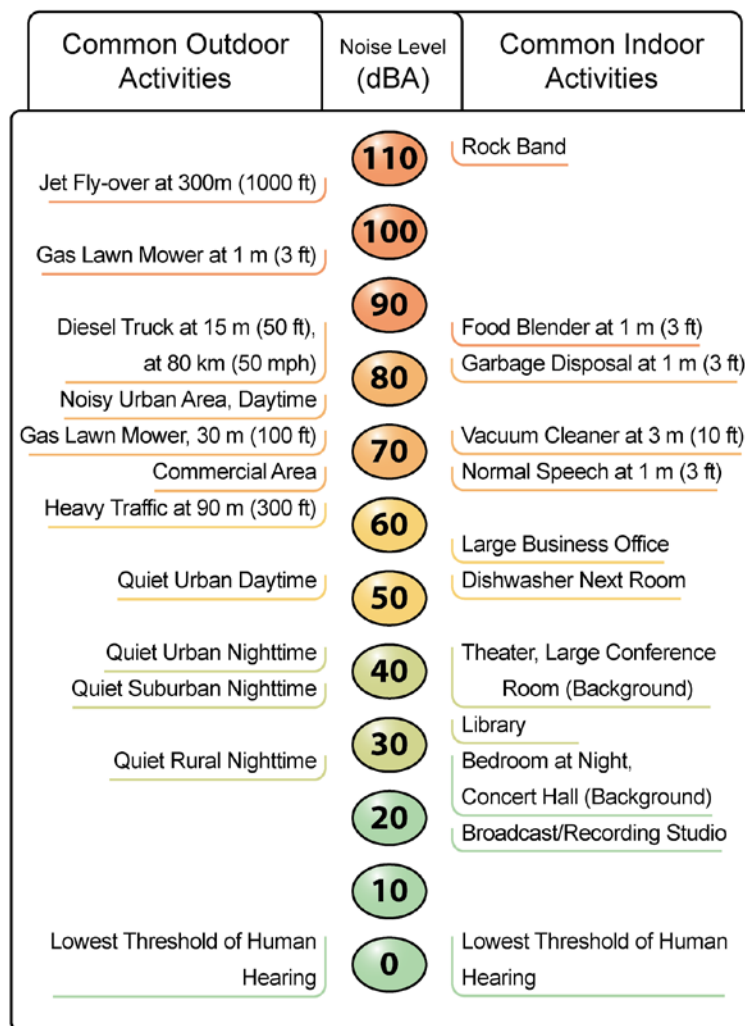 Common Outdoor
Activities
Noise Level
(dBA)
Common Indoor
Activities
110
Rock Band
Jet Fly-over at 300m (1000 ft)
100
Gas Lawn Mower at 1 m (3 ft)
90
Diesel Truck at 15 m (50 ft),
Food Blender at 1 m (3 ft)
at 80 km (50 mph)
80
Garbage Disposal at 1 m (3 ft)
Noisy Urban Area, Daytime
Gas Lawn Mower, 30 m (100 ft)
70
Vacuum Cleaner at 3 m (10 ft)
Commercial Area
Normal Speech at 1 m (3 ft)
Heavy Traffic at 90 m (300 ft)
60
Large Business Office
Quiet Urban Daytime
50
Dishwasher Next Room
Quiet Urban Nighttime
40
Theater, Large Conference
Quiet Suburban Nighttime
Room (Background)
30
Library
Quiet Rural Nighttime
Bedroom at Night,
Concert Hall (Background)
20
Broadcast/Recording Studio
10
Lowest Threshold of Human
Hearing
0
Lowest Threshold of Human
Hearing